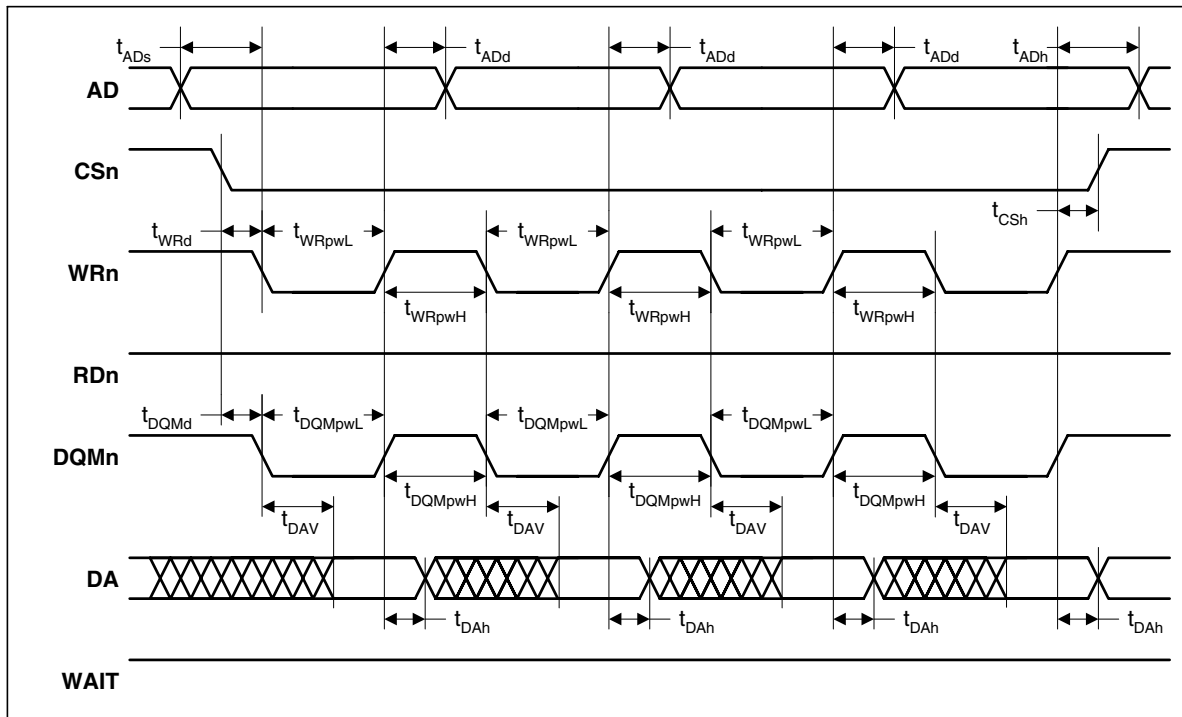 tADs tADd tADd tADd tADh
AD
CSn
tCSh
tWRd tWRpwL tWRpwL tWRpwL
WRn
tWRpwH tWRpwH tWRpwH
RDn
tDQMd tDQMpwL tDQMpwL tDQMpwL
DQMn
tDQMpwH tDQMpwH tDQMpwH
tDAV tDAV tDAV tDAV
DA
tDAh tDAh tDAh tDAh
WAIT